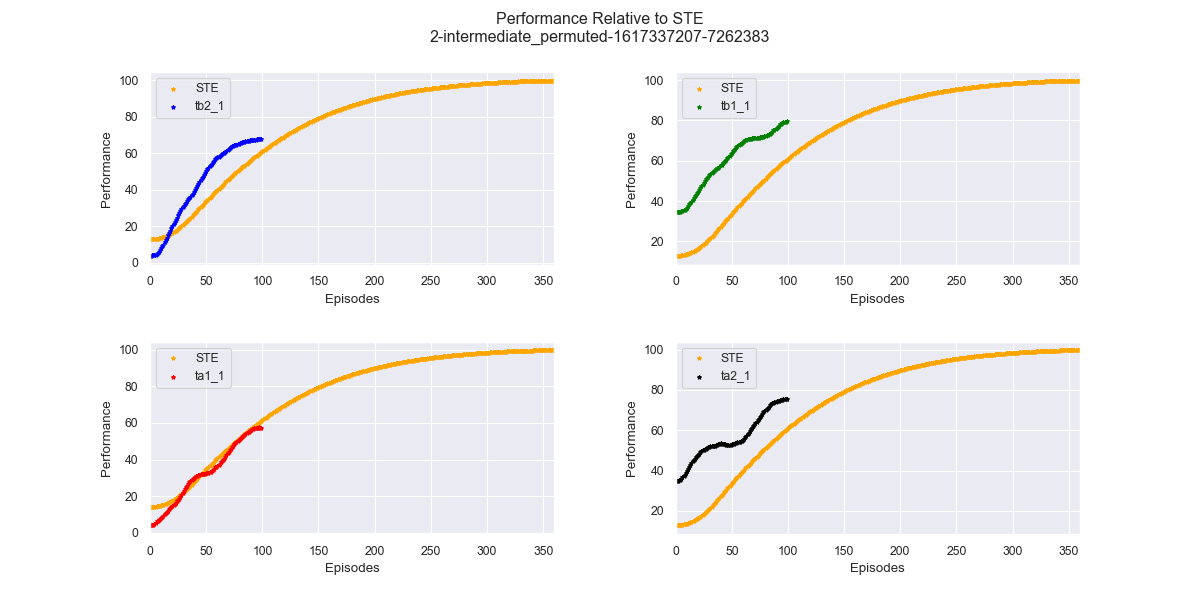 Performance Relative to STE
2-intermediate_permuted-1617337207-7262383
STE
tb2_1
Performance
100
80
60
40
20
0
0 50 100 150 200 250 300 350
Episodes
STE
tb1_1
Performance
100
80
60
40
20
0 50 100 150 200 250 300 350
Episodes
STE
ta1_1
Performance
100
80
60
40
20
0
0 50 100 150 200 250 300 350
Episodes
STE
ta2_1
Performance
100
80
60
40
20
0 50 100 150 200 250 300 350
Episodes